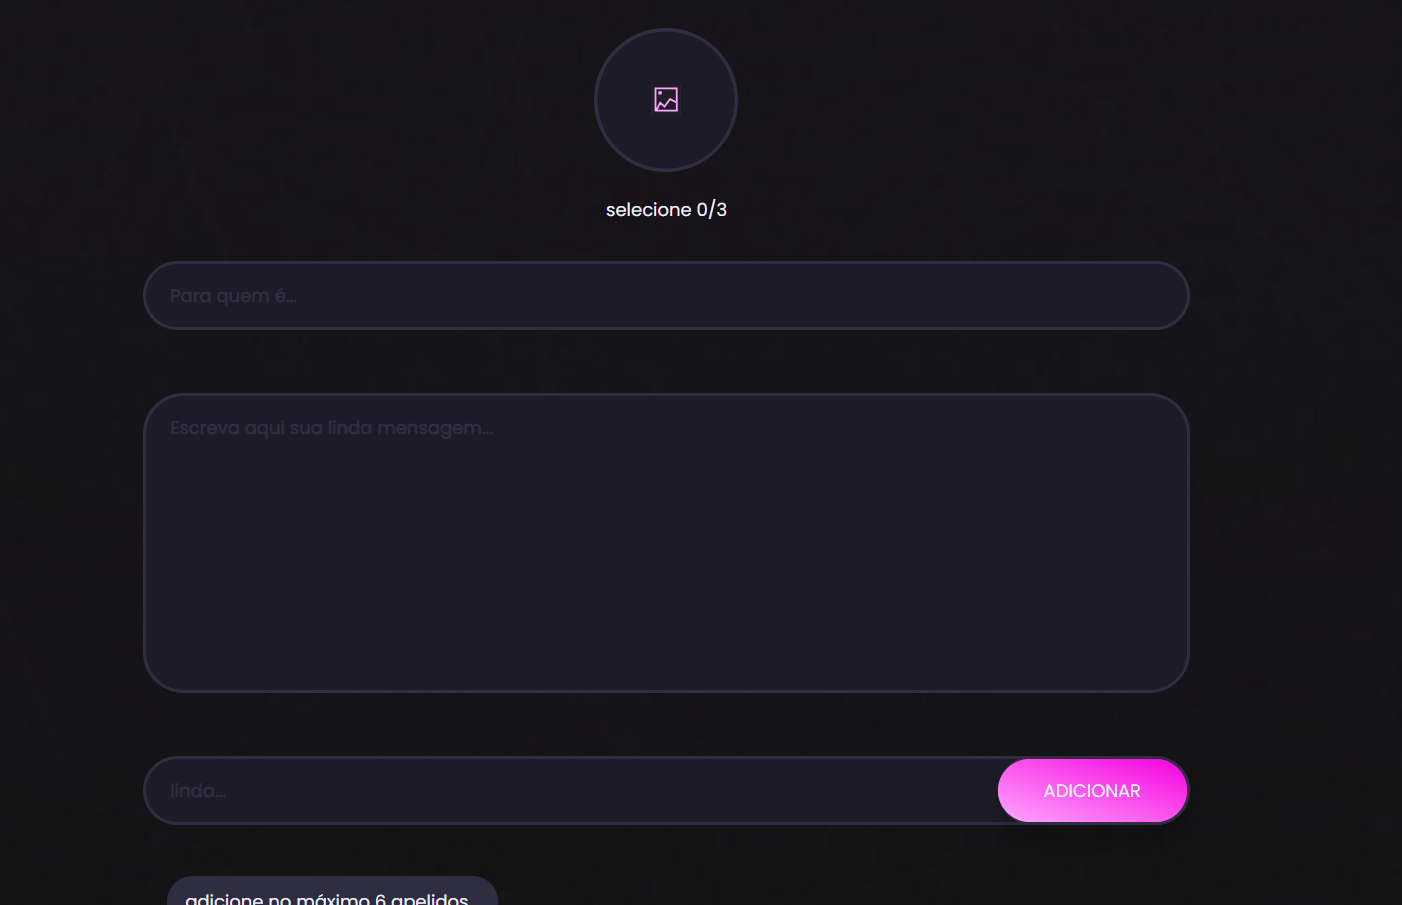 selecione 0/3
Para quem é...
Escreva aqui sua linda mensagem...
linda...
ADICIONAR
adicione no máximo 6 apelidos